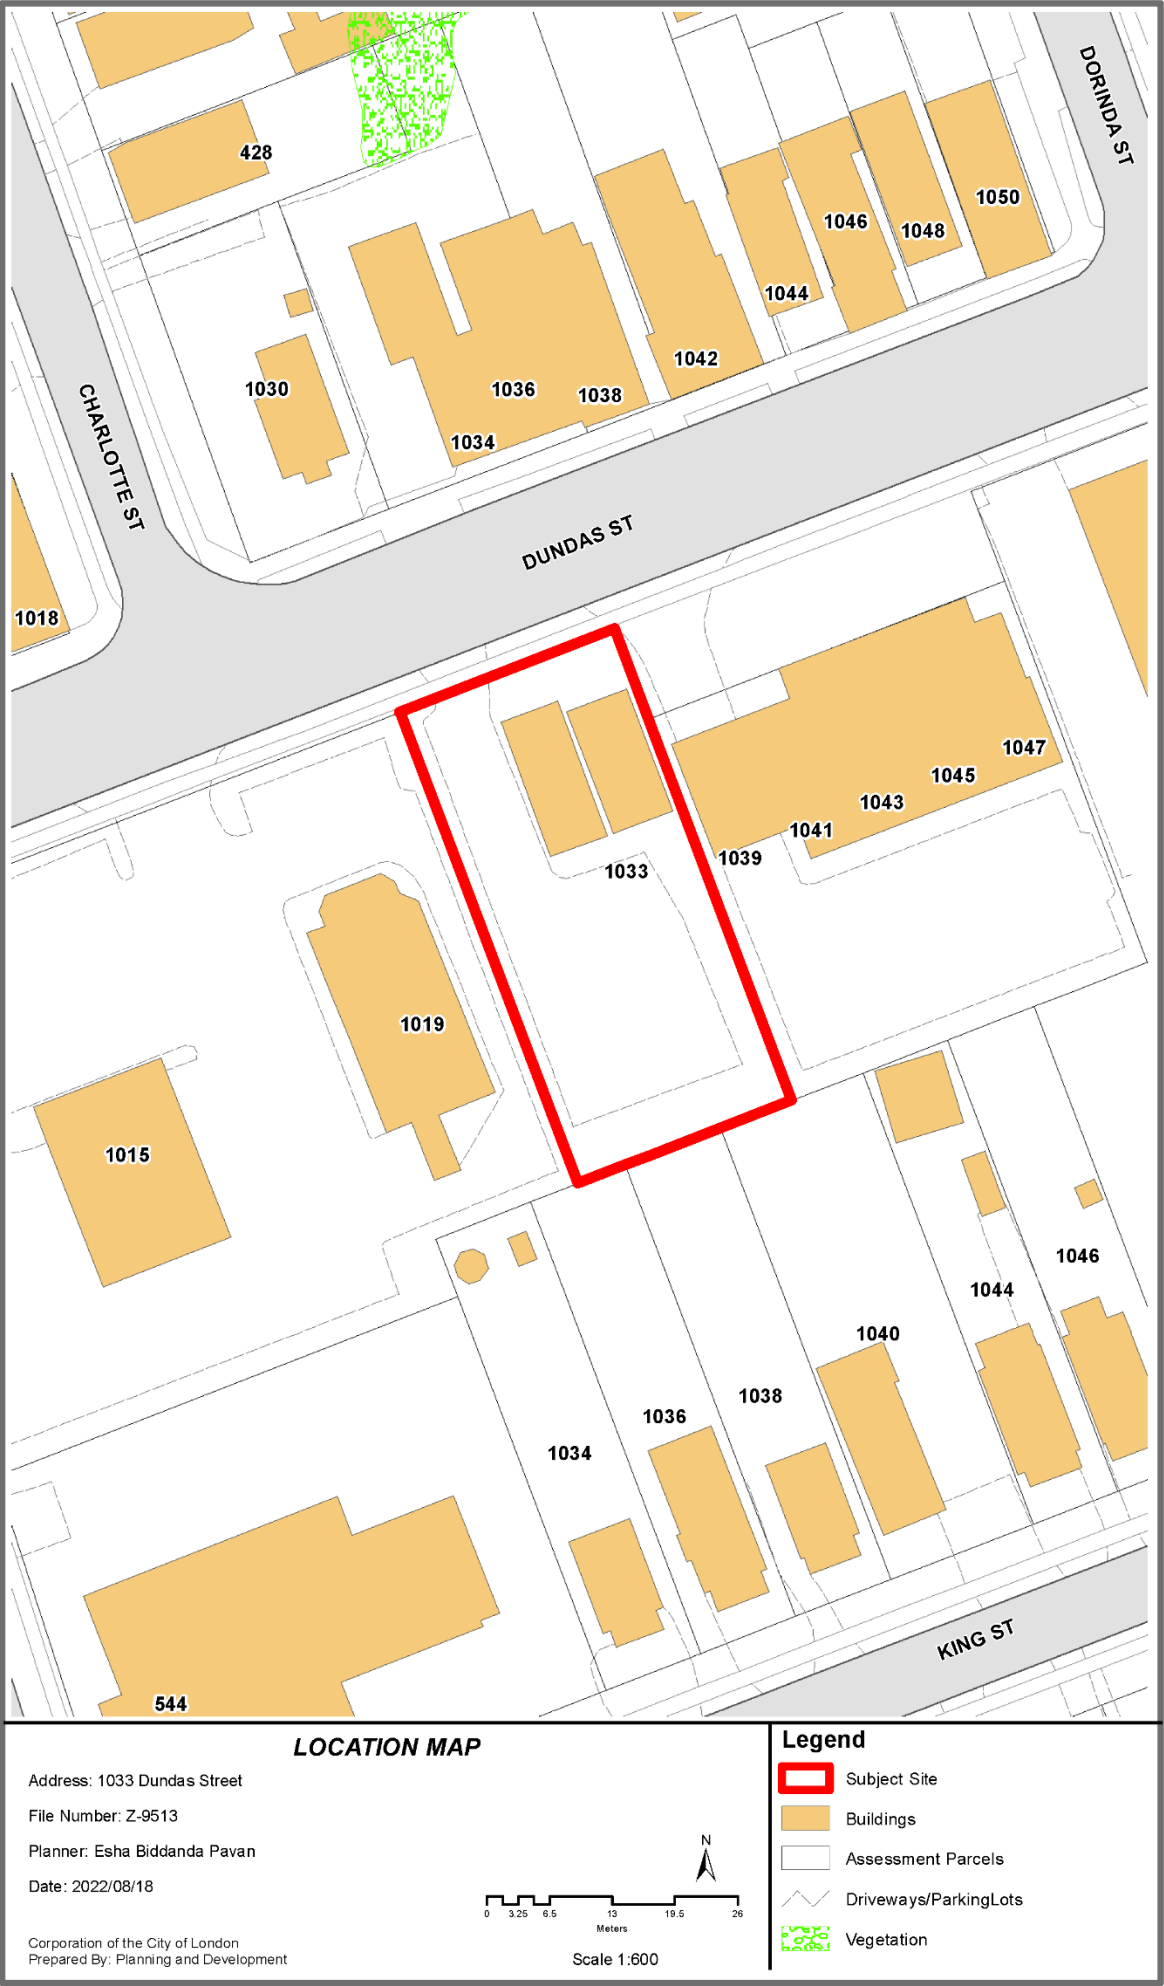 DORINDA ST
428
1050
1046
1048
1044
1042
1030
1036
1038
1034
CHARLOTTE ST
DUNDAS ST
1018
1047
1045
1043
1041
1039
1033
1019
1015
1046
1044
1040
1038
1036
1034
KING ST
544
LOCATION MAP
Address: 1033 Dundas Street
File Number: Z-9513
Planner: Esha Biddanda Pavan
Date: 2022/08/18
Corporation of the City of London
Prepared By: Planning and Development
N
0 3.25 6.5 13 19.5 26
Meters
Scale 1:600
Legend
Subject Site
Buildings
Assessment Parcels
Driveways/ParkingLots
Vegetation